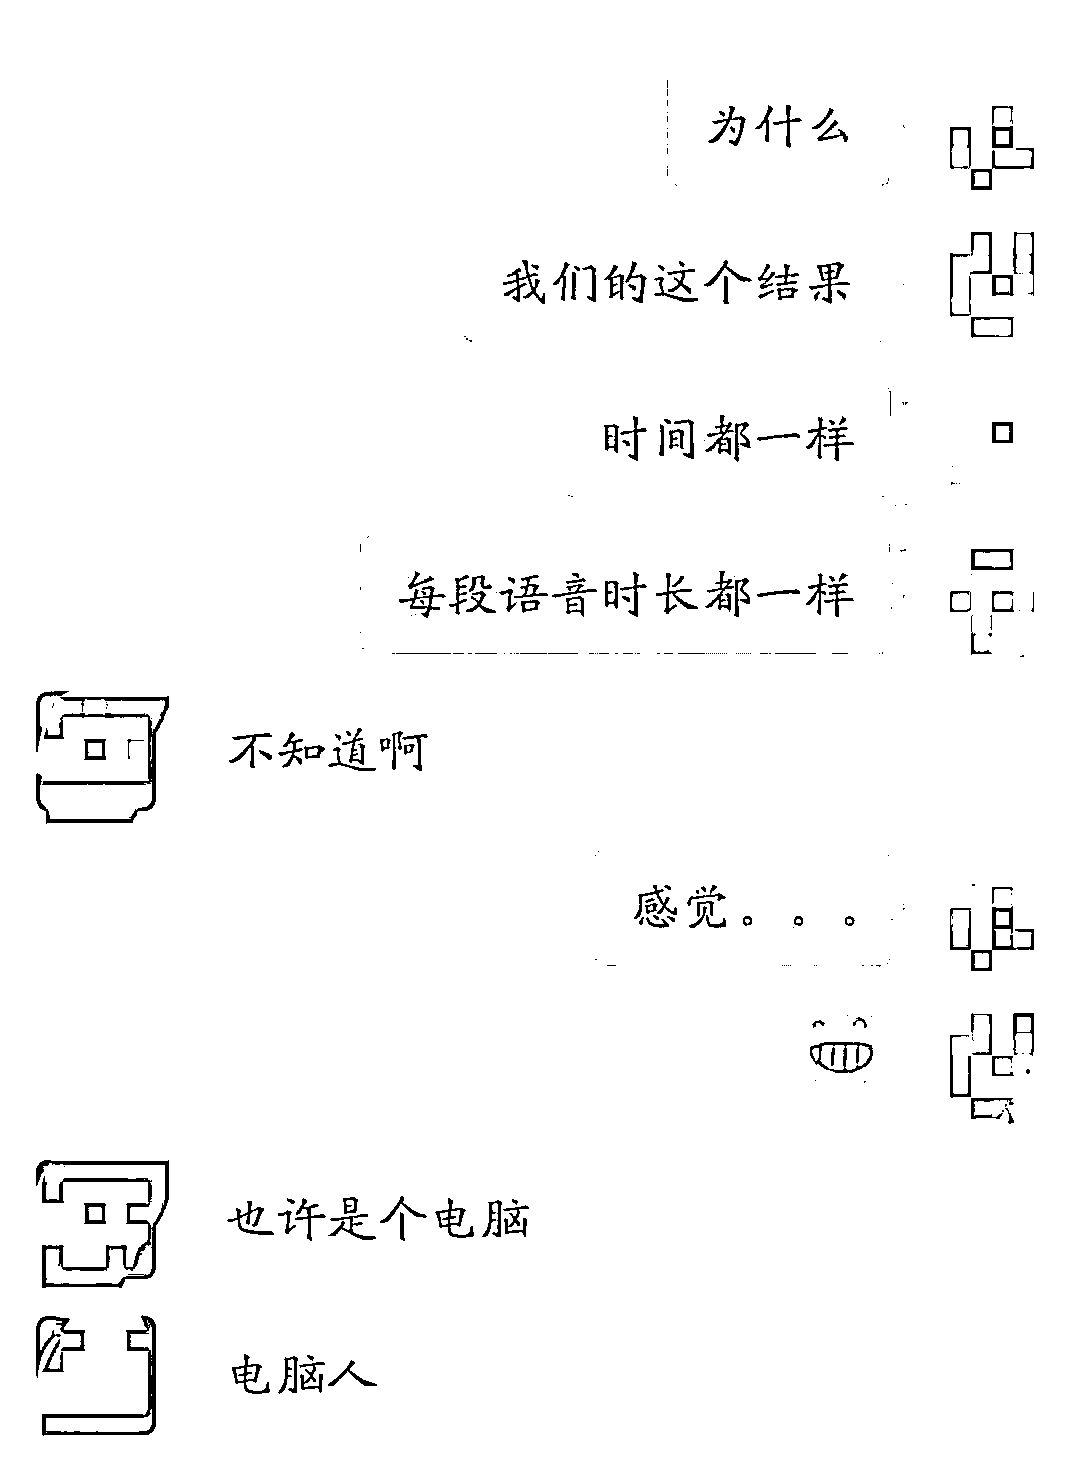 为什么
我们的这个结果
时间都一样
每段语音时长都一样
不知道啊
感觉。。。
也许是个电脑
电脑人